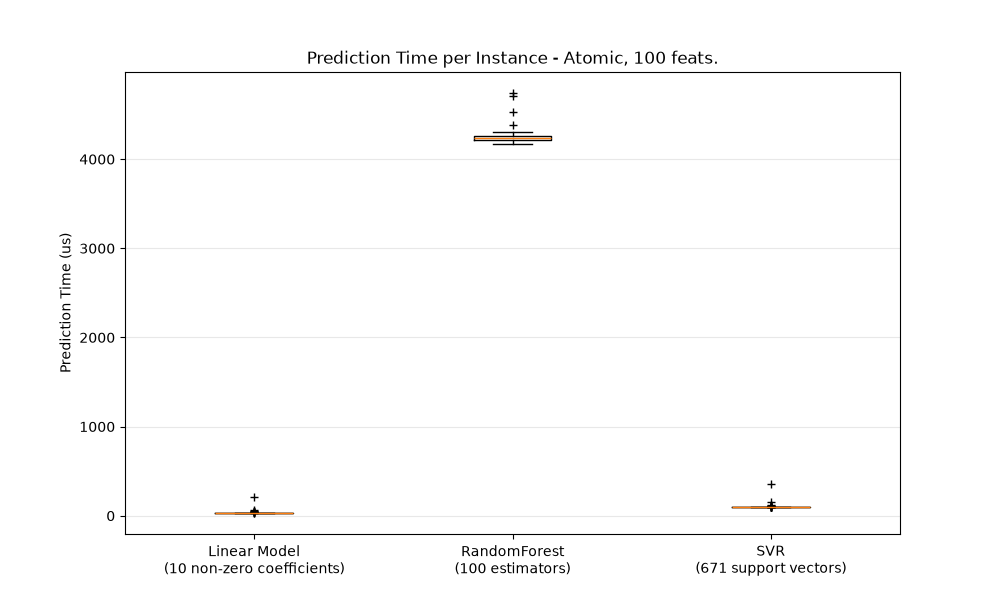 Prediction Time per Instance - Atomic, 100 feats.
Prediction Time (us)
4000
3000
2000
1000
0
Linear Model
(10 non-zero coefficients)
RandomForest
(100 estimators)
SVR
(671 support vectors)